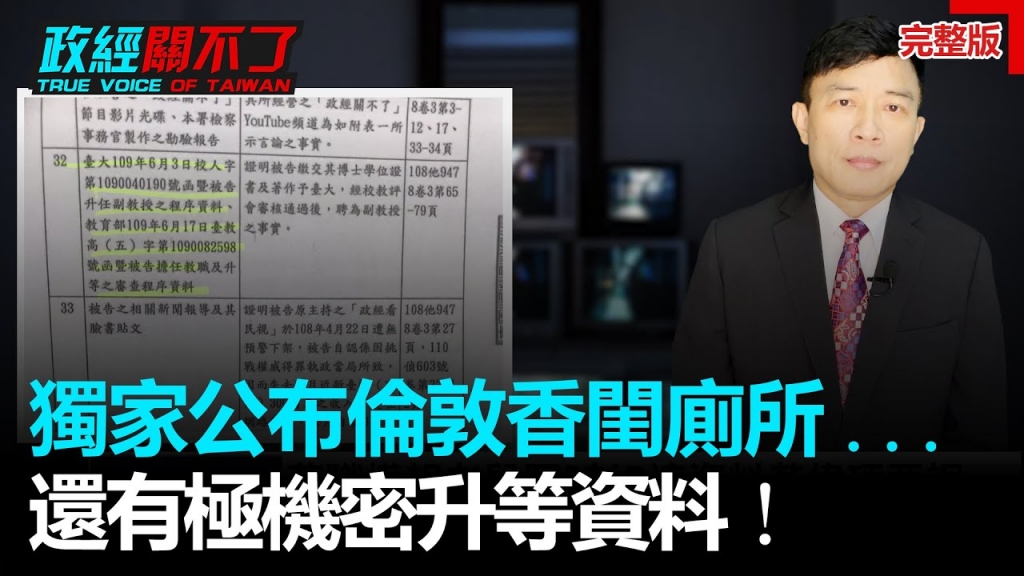 政經關不了
TRUE VOICE OF TAIWAN
完整版
節目影片光碟、本署檢察
事務官製作之勘驗報告
其所經營之「政經關不了」
YouTube頻道為如附表一所
示言論之事實。
8卷3第3-
12、17、
33-34頁
32
臺大109年6月3日校人字
第1090040190號函暨被告
升任副教授之程序資料、
教育部109年6月17日臺教
高（五）字第1090082598
號函暨被告擔任教職及升
等之審查程序資料
證明被告繳交其博士學位證
書及著作予臺大，經校教評
會審核通過後，聘為副教授
之事實。
108他947
8卷3第65
-79頁
33
被告之相關新聞報導及其
臉書貼文
證明被告原主持之「政經看
民視」於108年4月22日遭無
預警下架，被告自認係因挑
戰權威得罪執政當局所致，
108他947
8卷3第27
頁，110
偵603號
獨家公布倫敦香閨廁所...
還有極機密升等資料！